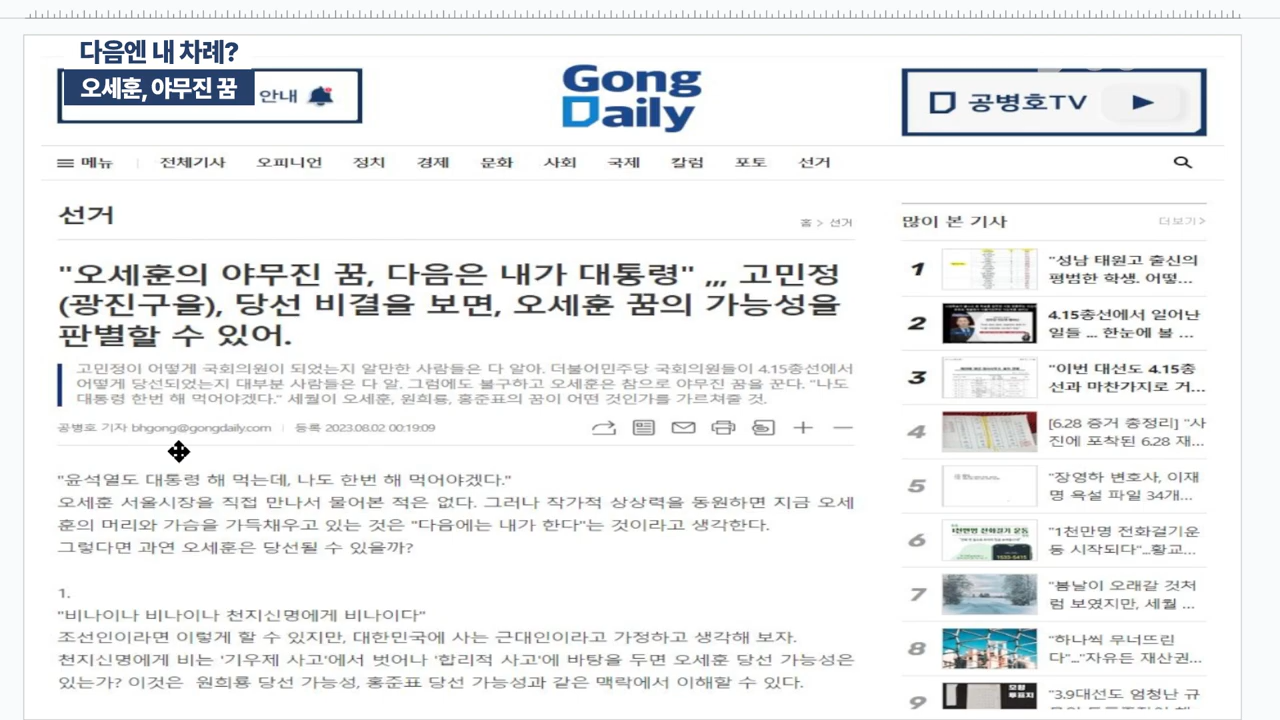 다음엔 내 차례?
오세훈, 야무진 꿈
안내
Gong
Daily
공병호TV
메뉴
전체기사
오피니언
정치
경제
문화
사회
국제
칼럼
포토
선거
선거
홈 > 선거
"오세훈의 야무진 꿈, 다음은 내가 대통령" ,,, 고민정
(광진구을), 당선 비결을 보면, 오세훈 꿈의 가능성을
판별할 수 있어.
고민정이 어떻게 국회의원이 되었는지 알만한 사람들은 다 알아. 더불어민주당 국회의원들이 4.15총선에서
어떻게 당선되었는지 대부분 사람들은 다 알. 그럼에도 불구하고 오세훈은 참으로 야무진 꿈을 꾼다. "나도
대통령 한번 해 먹어야겠다." 세월이 오세훈, 원희룡, 홍준표의 꿈이 어떤 것인가를 가르쳐줄 것.
공병호 기자 bhgong@gongdaily.com | 등록 2023.08.02 00:19:09
"윤석열도 대통령 해 먹는데, 나도 한번 해 먹어야겠다."
오세훈 서울시장을 직접 만나서 물어본 적은 없다. 그러나 작가적 상상력을 동원하면 지금 오세
훈의 머리와 가슴을 가득채우고 있는 것은 "다음에는 내가 한다"는 것이라고 생각한다.
그렇다면 과연 오세훈은 당선될 수 있을까?
1.
"비나이나 비나이나 천지신명에게 비나이다"
조선인이라면 이렇게 할 수 있지만, 대한민국에 사는 근대인이라고 가정하고 생각해 보자.
천지신명에게 비는 '기우제 사고'에서 벗어나 '합리적 사고'에 바탕을 두면 오세훈 당선 가능성은
있는가? 이것은 원희룡 당선 가능성, 홍준표 당선 가능성과 같은 맥락에서 이해할 수 있다.
많이 본 기사
더보기>
1
"성남 태원고 출신의
평범한 학생. 어떻...
2
4.15총선에서 일어난
일들 ... 한눈에 볼 ...
3
"이번 대선도 4.15총
선과 마찬가지로 거...
4
[6.28 증거 총정리] "사
진에 포착된 6.28 재...
5
"장영하 변호사, 이재
명 욕설 파일 34개...
6
1천만명 전화걸기 운동
"1천만명 전화걸기운
동 시작되다"...황교...
7
"봄날이 오래갈 것처
럼 보였지만, 세월 ...
8
"하나씩 무너뜨린
다"..."자유든 재산권...
9
투표지
"3.9대선도 엄청난 규